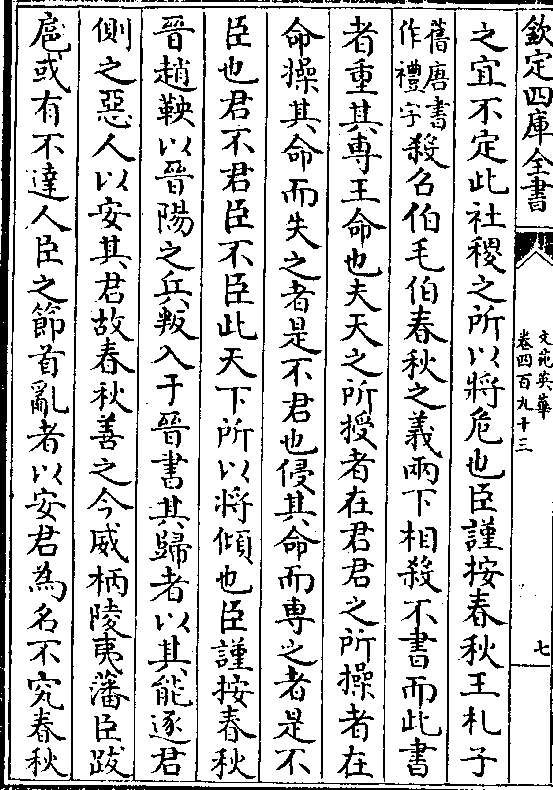 欽定四庫全書
文苑英華
卷四百九十三
七
之宜不定此社稷之所以將危也臣謹按春秋王札子
舊唐書
作禮字
殺召伯毛伯春秋之義兩下相殺不書而此書
者重其專王命也夫天之所授者在君君之所操者在
命操其命而失之者是不君也侵其命而專之者是不
臣也君不君臣不臣此天下所以將傾也臣謹按春秋
晉趙鞅以晉陽之兵叛入于晉書其歸者以其能逐君
側之惡人以安其君故春秋善之今威柄陵夷藩臣跋
扈或有不達人臣之節首亂者以安君為名不究春秋